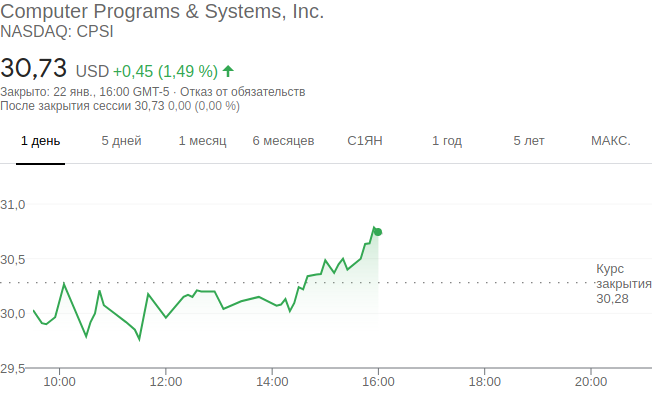 Computer Programs & Systems, Inc.
NASDAQ: CPSI
30,73 USD +0,45 (1,49 %)
Закрыто: 22 янв., 16:00 GMT-5 · Отказ от обязательств
После закрытия сессии 30,73 0,00 (0,00 %)
1 день 5 дней 1 месяц 6 месяцев С1ЯН 1 год 5 лет МАКС.
31,0
30,5
Курс
закрытия
30,28
30,0
29,5
10:00 12:00 14:00 16:00 18:00 20:00